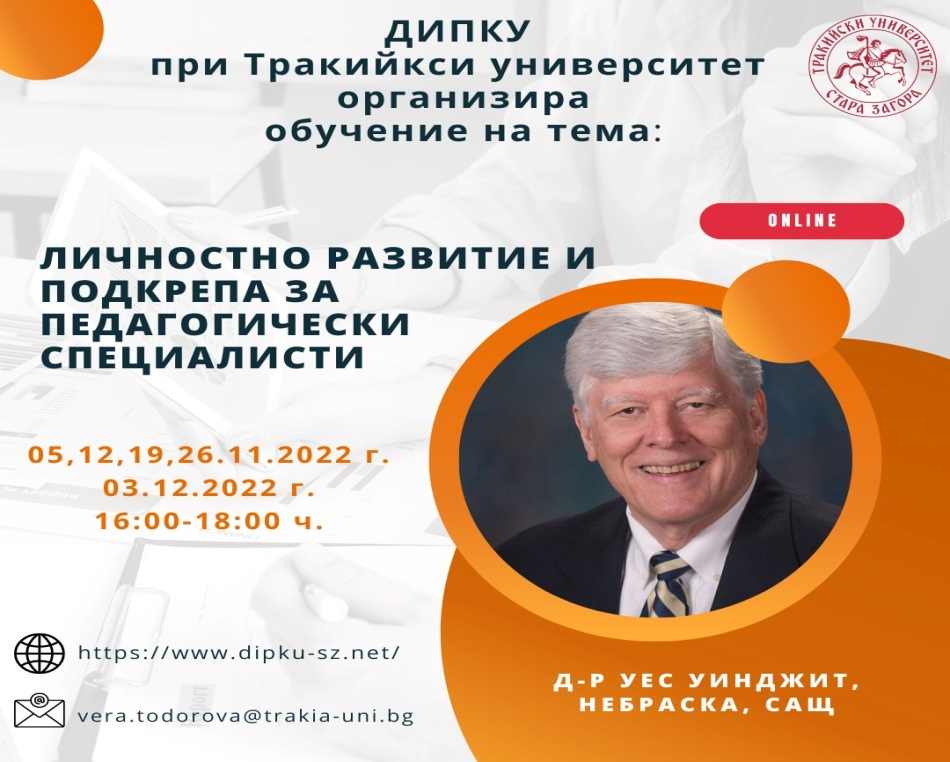 ДИПКУ
при Тракийкси университет
организира
обучение на тема:
ТРАКИЙСКИ УНИВЕРСИТЕТ
СТАРА ЗАГОРА
ONLINE
ЛИЧНОСТНО РАЗВИТИЕ И
ПОДКРЕПА ЗА
ПЕДАГОГИЧЕСКИ
СПЕЦИАЛИСТИ
05,12,19,26.11.2022 г.
03.12.2022 г.
16:00-18:00 ч.
https://www.dipku-sz.net/
vera.todorova@trakia-uni.bg
Д-Р УЕС УИНДЖИТ,
НЕБРАСКА, САЩ